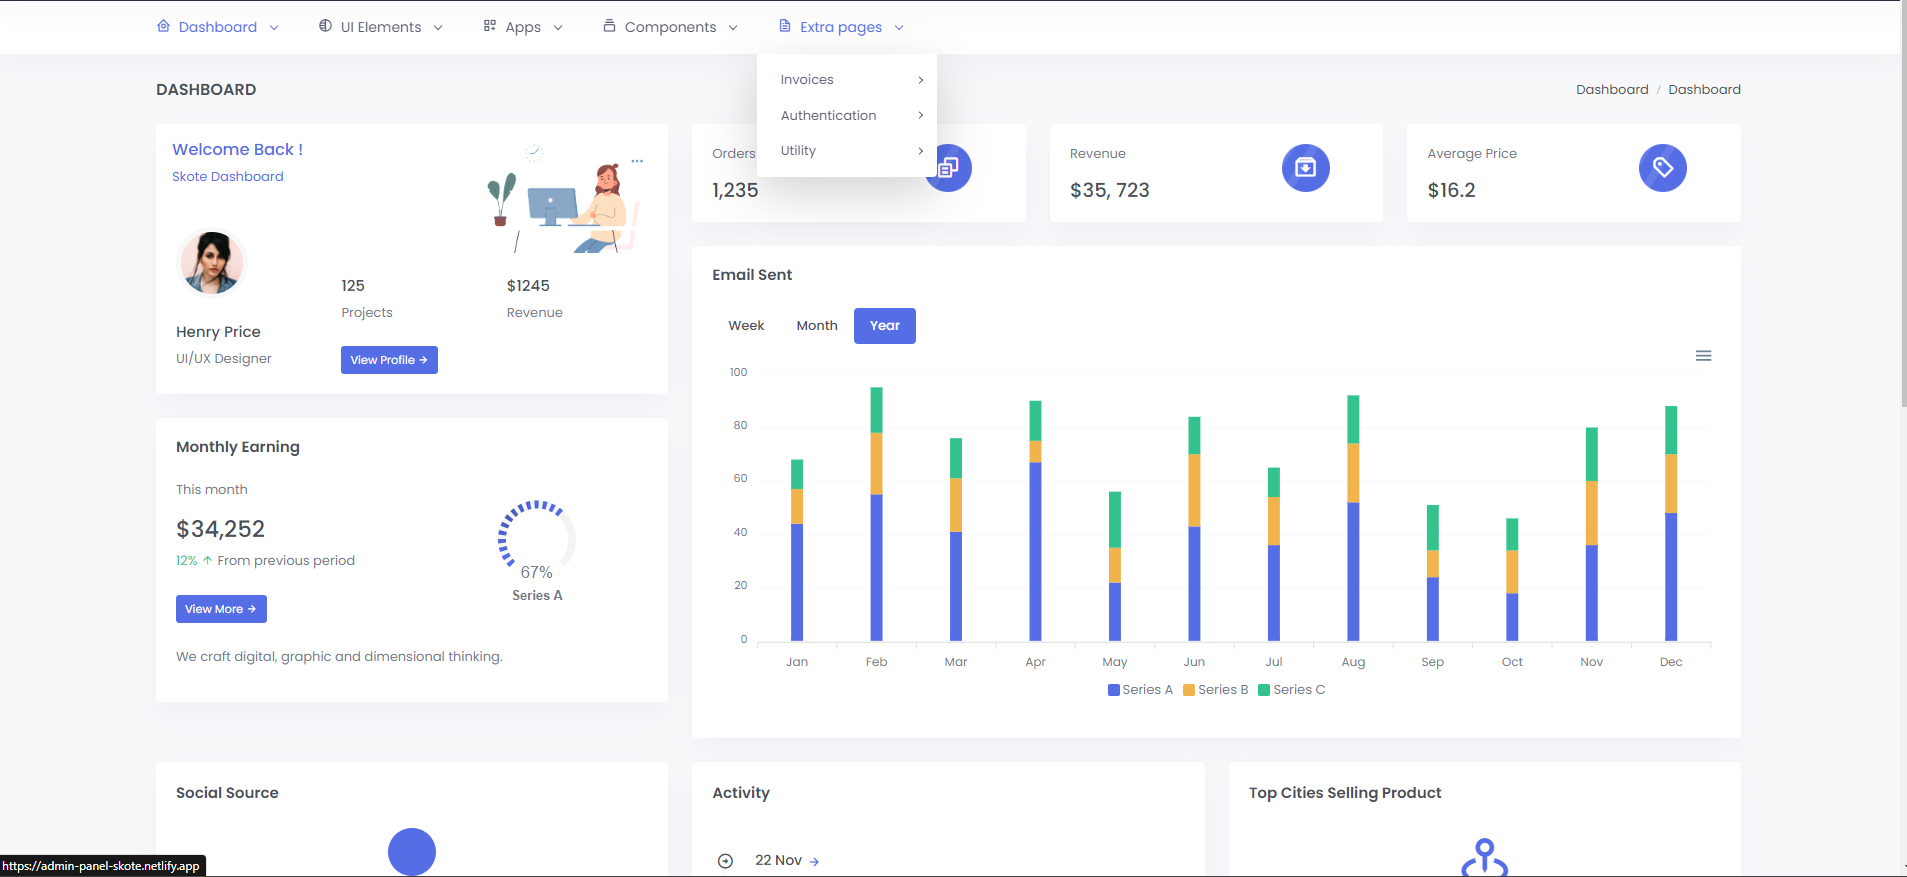 Dashboard UI Elements Apps Components Extra pages
Invoices
Authentication
Utility
DASHBOARD
Dashboard / Dashboard
Welcome Back !
Skote Dashboard
Henry Price
UI/UX Designer
125
Projects
$1245
Revenue
View Profile →
Orders
1,235
Revenue
$35, 723
Average Price
$16.2
Monthly Earning
This month
$34,252
12% ↑ From previous period
View More →
67%
Series A
We craft digital, graphic and dimensional thinking.
Email Sent
Week Month Year
100
80
60
40
20
0
Jan Feb Mar Apr May Jun Jul Aug Sep Oct Nov Dec
Series A Series B Series C
Social Source
Activity
22 Nov →
Top Cities Selling Product
https://admin-panel-skote.netlify.app